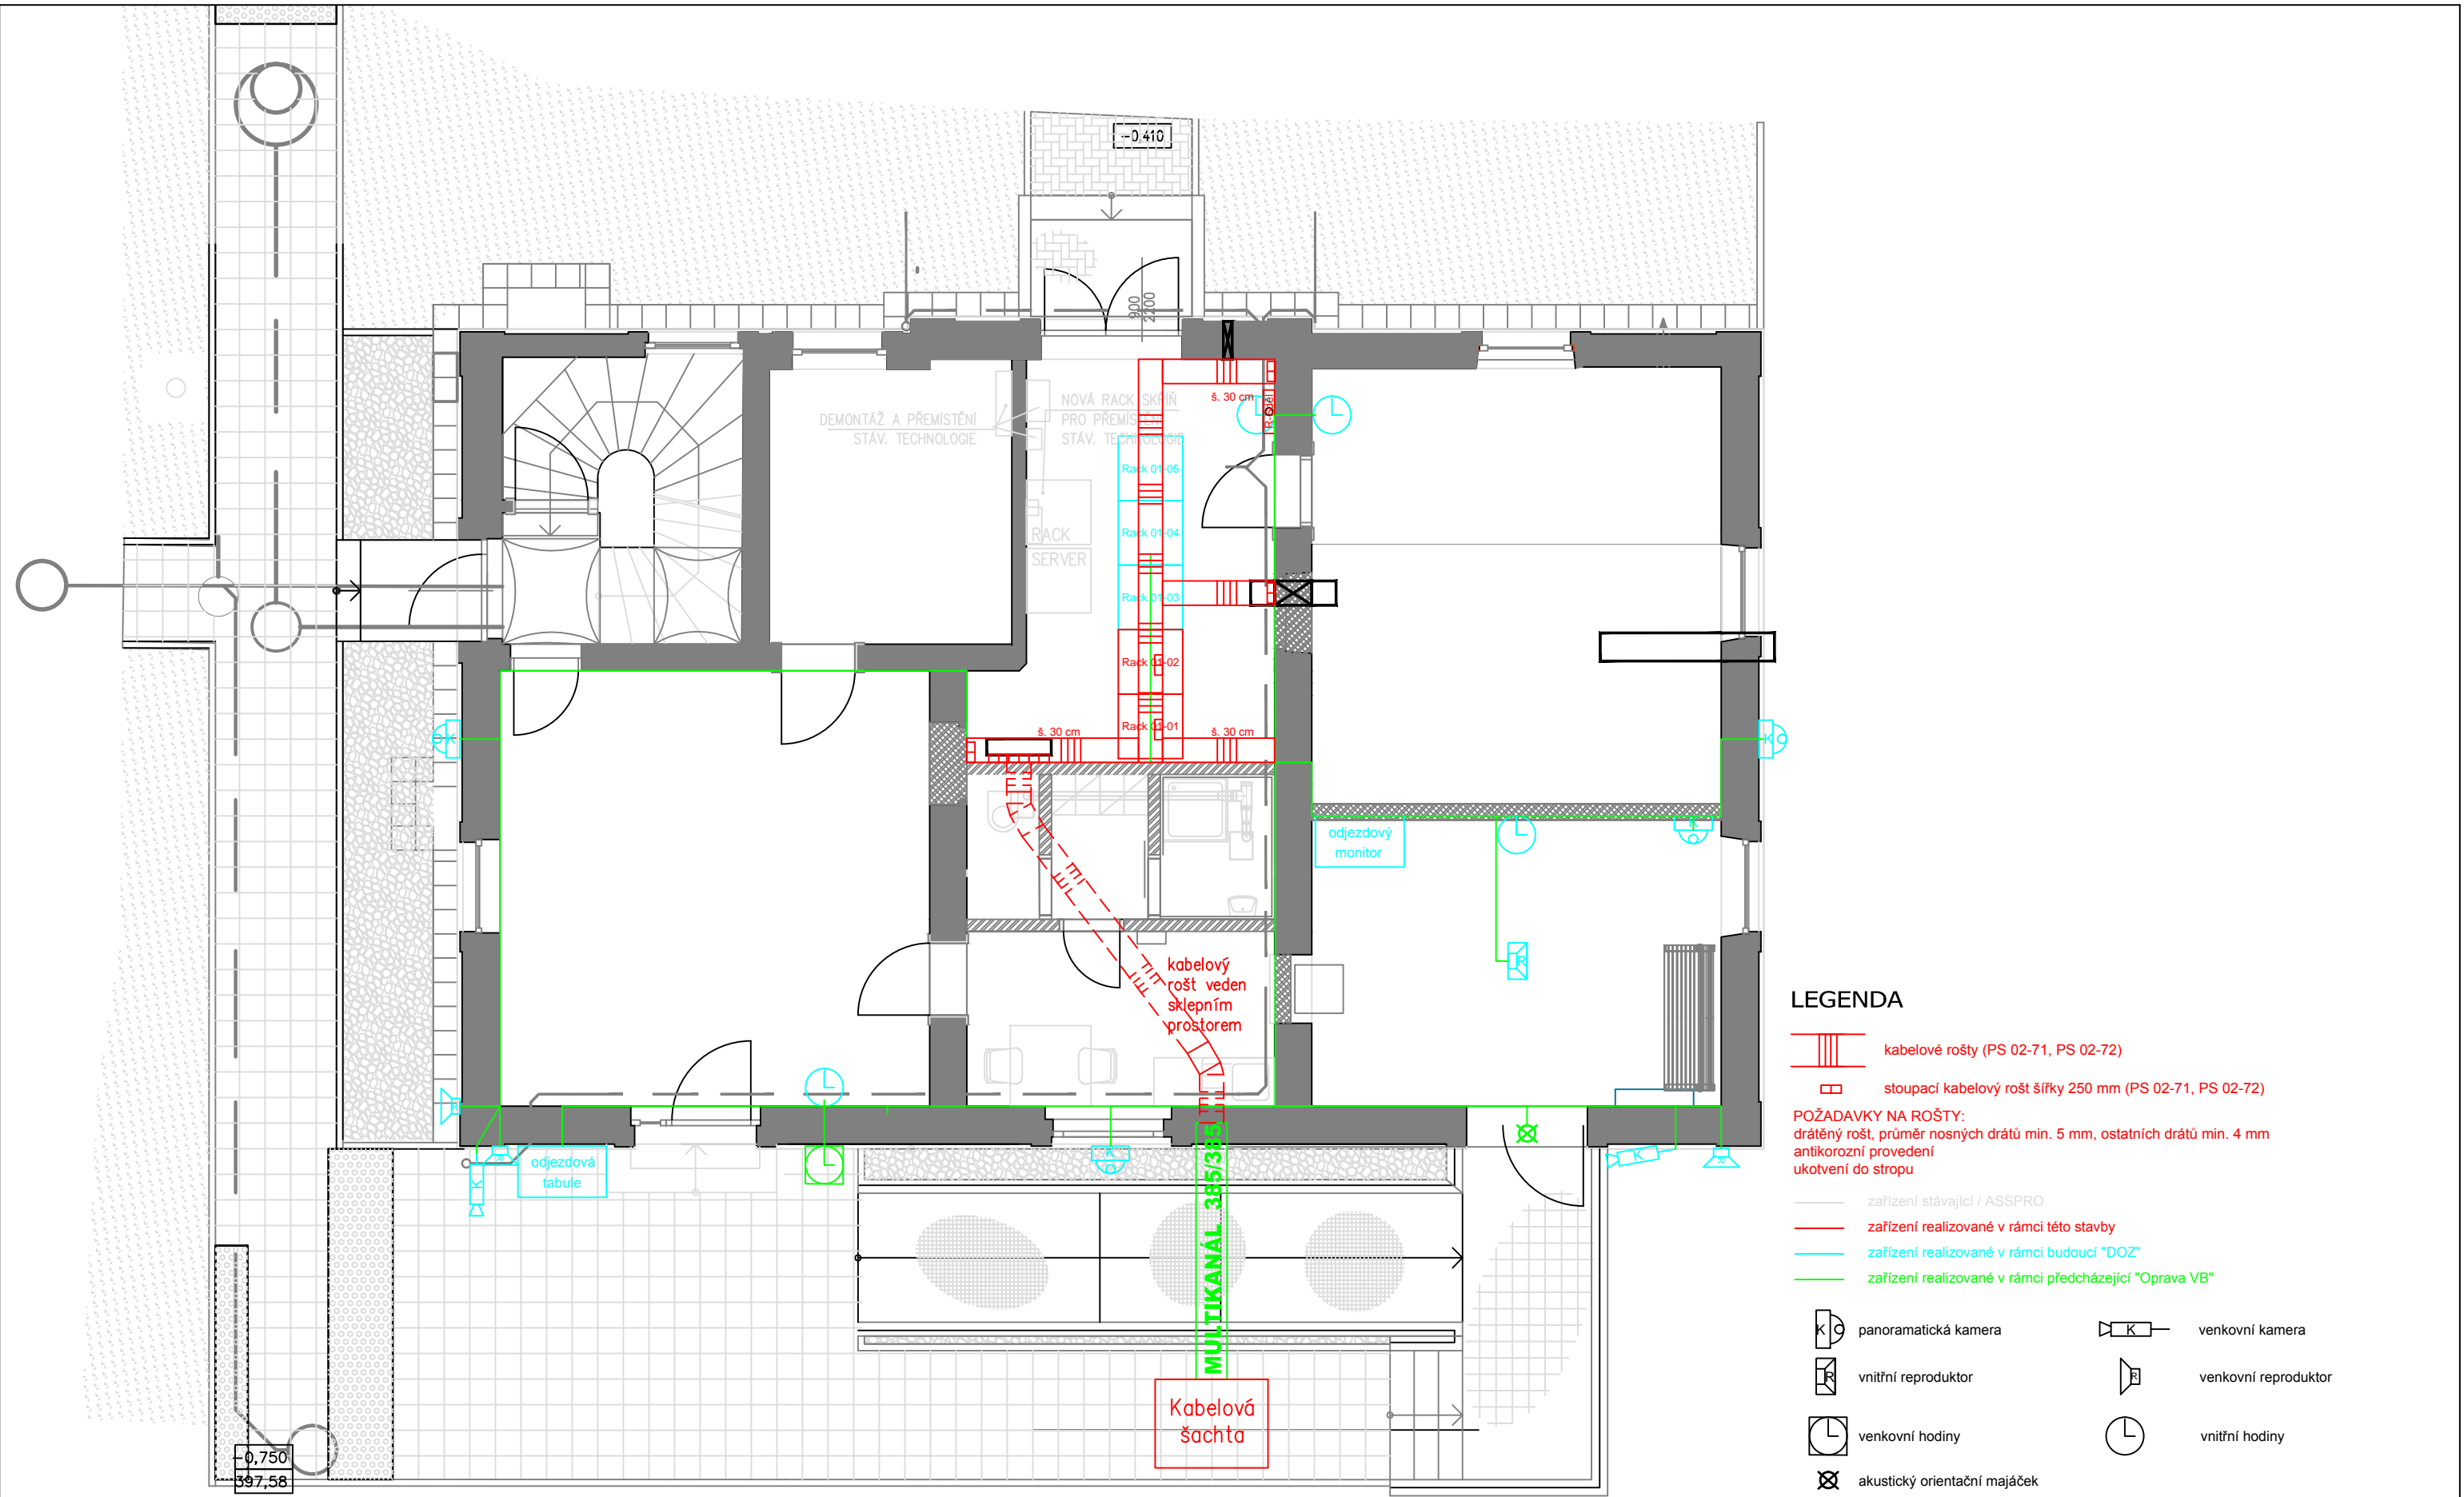 -0,410
900
2200
DEMONTÁŽ A PŘEMÍSTĚNÍ
STÁV. TECHNOLOGIE
NOVÁ RACK SKŘÍŇ
PRO PŘEMÍSTĚNÍ
STÁV. TECHNOLOGIE
š. 30 cm
Rack 01-05
Rack 01-04
Rack 01-03
Rack 01-02
Rack 01-01
RACK
SERVER
š. 30 cm
š. 30 cm
K
K
K
odjezdový
monitor
R
kabelový
rošt veden
sklepním
prostorem
R
odjezdová
tabule
K
K
K
MULTIKANÁL 385/385
Kabelová
šachta
-0,750
397,58
LEGENDA
kabelové rošty (PS 02-71, PS 02-72)
stoupací kabelový rošt šířky 250 mm (PS 02-71, PS 02-72)
POŽADAVKY NA ROŠTY:
drátěný rošt, průměr nosných drátů min. 5 mm, ostatních drátů min. 4 mm
antikorozní provedení
ukotvení do stropu
zařízení stávající / ASSPRO
zařízení realizované v rámci této stavby
zařízení realizované v rámci budoucí "DOZ"
zařízení realizované v rámci předcházející "Oprava VB"
K panoramatická kamera
K venkovní kamera
R vnitřní reproduktor
R venkovní reproduktor
venkovní hodiny
vnitřní hodiny
akustický orientační majáček